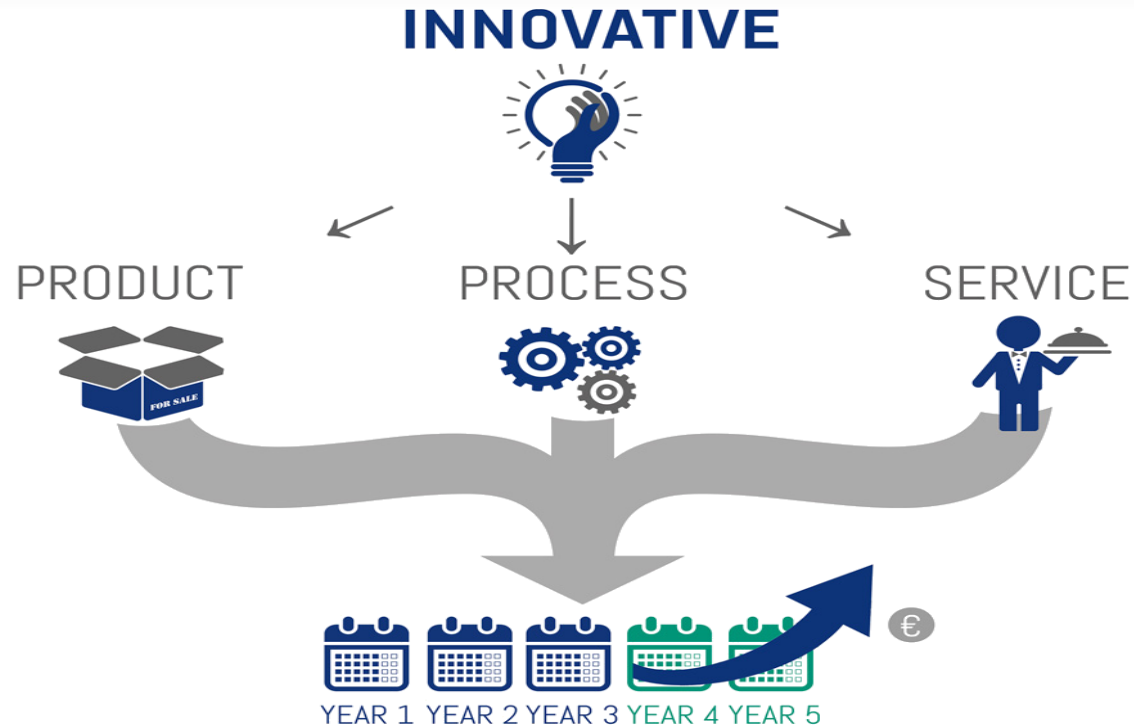 INNOVATIVE
PRODUCT PROCESS SERVICE
FOR SALE
€
YEAR 1 YEAR 2 YEAR 3 YEAR 4 YEAR 5